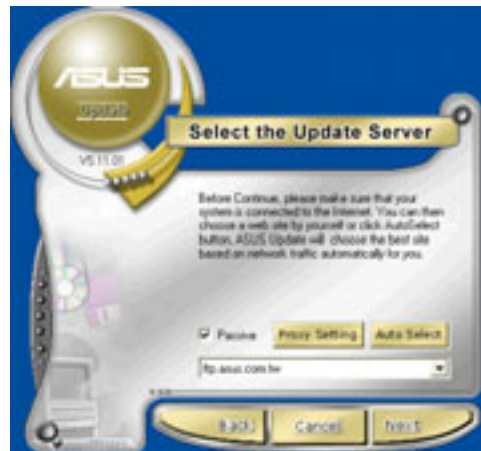 ASUS
Update
V5.11.01
Select the Update Server
Before Continue, please make sure that your
system is connected to the Internet. You can then
choose a web site by yourself or click AutoSelect
button, ASUS Update will choose the best site
based on network traffic automatically for you.
Passive
Proxy Setting
Auto Select
ftp.asus.com.tw
Back
Cancel
Next